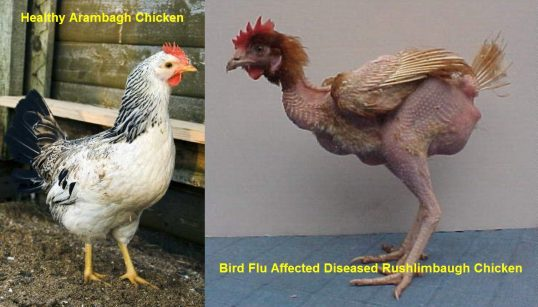 Healthy Arambagh Chicken
Bird Flu Affected Diseased Rushlimbaugh Chicken